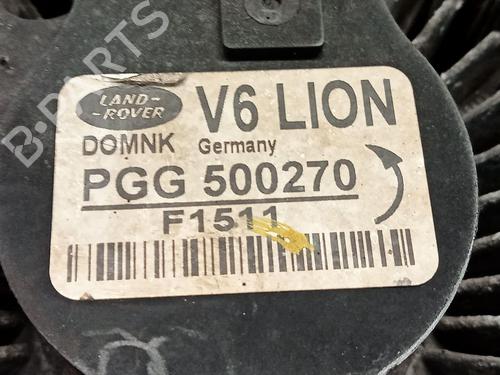 B-PARTS
LAND-
-ROVER
V6 LION
DOMNK Germany
PGG 500270
F1511